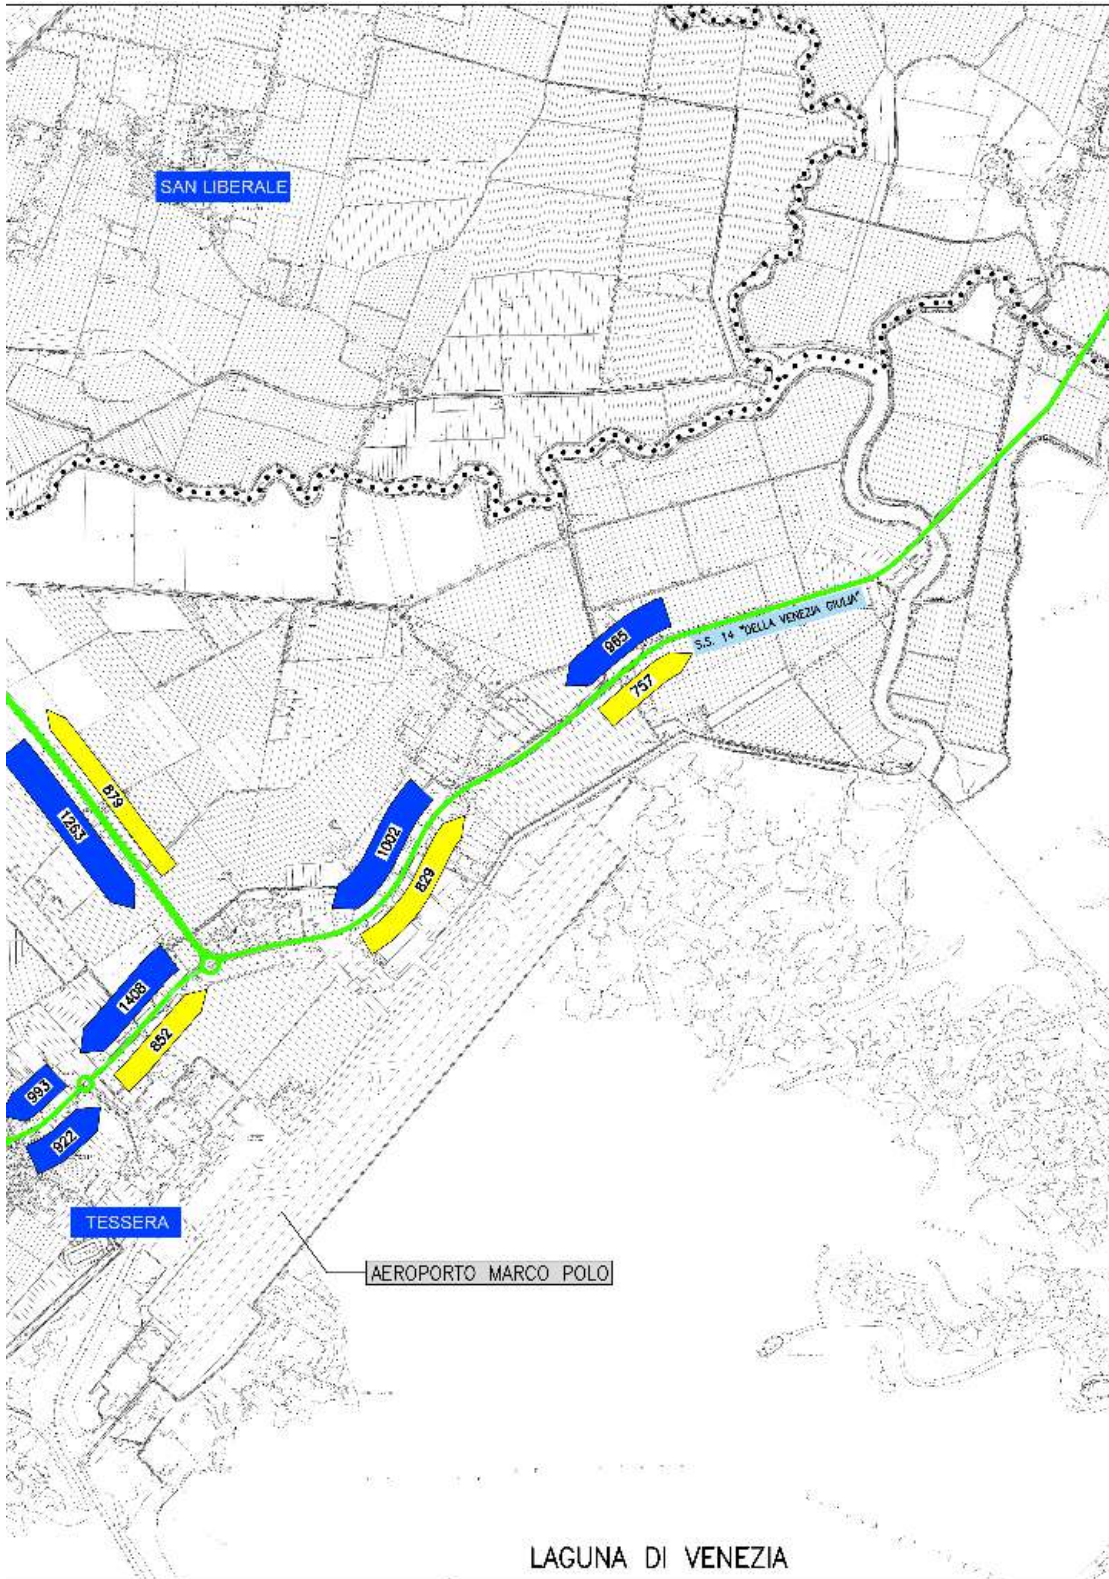 SAN LIBERALE
S.S. 14 "DELLA VENEZIA GIULIA"
965
757
879
1263
1002
829
1408
852
993
922
TESSERA
AEROPORTO MARCO POLO
LAGUNA DI VENEZIA